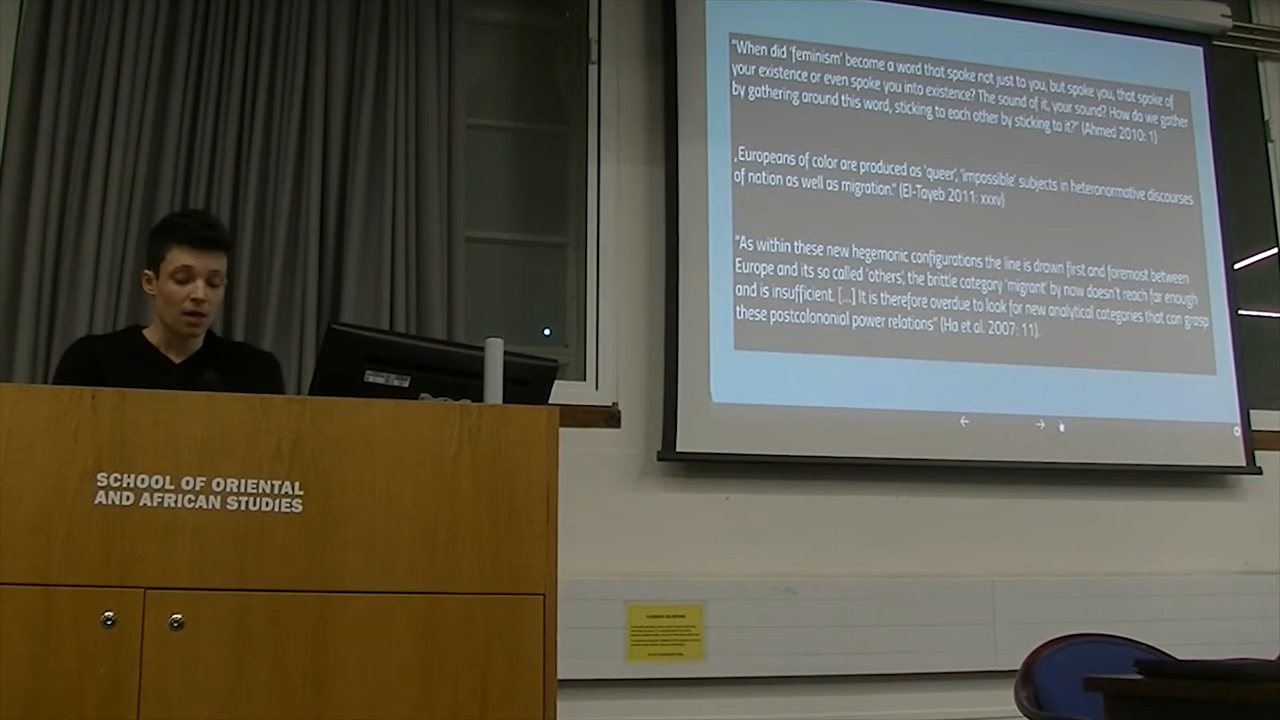 "When did 'feminism' become a word that spoke not just to you, but spoke you, that spoke of
your existence or even spoke you into existence? The sound of it, your sound? How do we gather
by gathering around this word, sticking to each other by sticking to it?" (Ahmed 2010: 1)
„Europeans of color are produced as 'queer', 'impossible' subjects in heteronormative discourses
of nation as well as migration." (El-Tayeb 2011: xxxv)
"As within these new hegemonic configurations the line is drawn first and foremost between
Europe and its so called 'others', the brittle category 'migrant' by now doesn't reach far enough
and is insufficient. [...] It is therefore overdue to look for new analytical categories that can grasp
these postcolononial power relations" (Ha et al. 2007: 11).
SCHOOL OF ORIENTAL
AND AFRICAN STUDIES